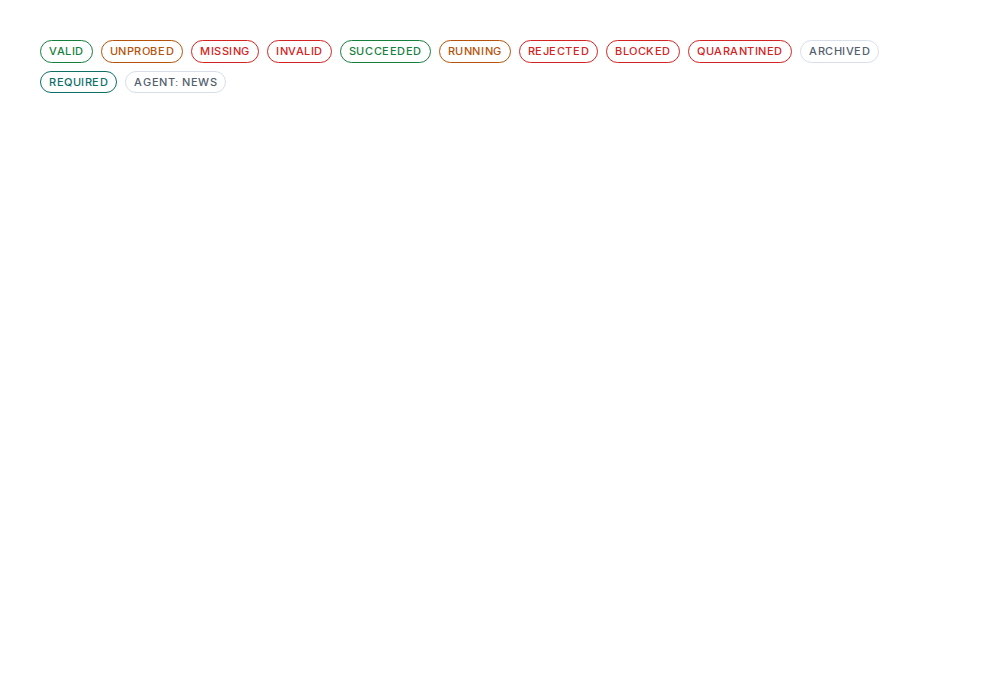 VALID UNPROBED MISSING INVALID SUCCEEDED RUNNING REJECTED BLOCKED QUARANTINED ARCHIVED
REQUIRED AGENT: NEWS